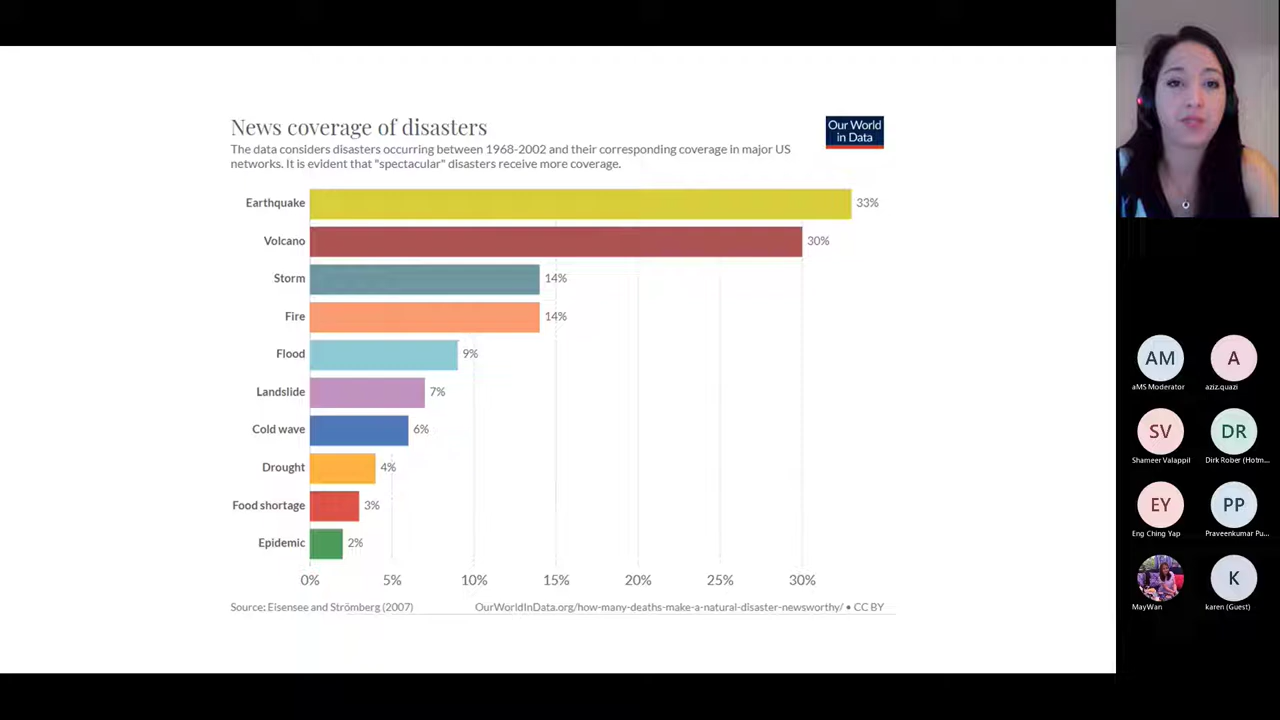 News coverage of disasters
Our World
in Data
The data considers disasters occurring between 1968-2002 and their corresponding coverage in major US
networks. It is evident that "spectacular" disasters receive more coverage.
Earthquake 33%
Volcano 30%
Storm 14%
Fire 14%
Flood 9%
Landslide 7%
Cold wave 6%
Drought 4%
Food shortage 3%
Epidemic 2%
0% 5% 10% 15% 20% 25% 30%
Source: Eisensee and Strömberg (2007) OurWorldInData.org/how-many-deaths-make-a-natural-disaster-newsworthy/ • CC BY
AM A
aMS Moderator aziz.quazi
SV DR
Shameer Valappil Dirk Rober (Hotm...
EY PP
Eng Ching Yap Praveenkumar Pu...
K
MayWan karen (Guest)